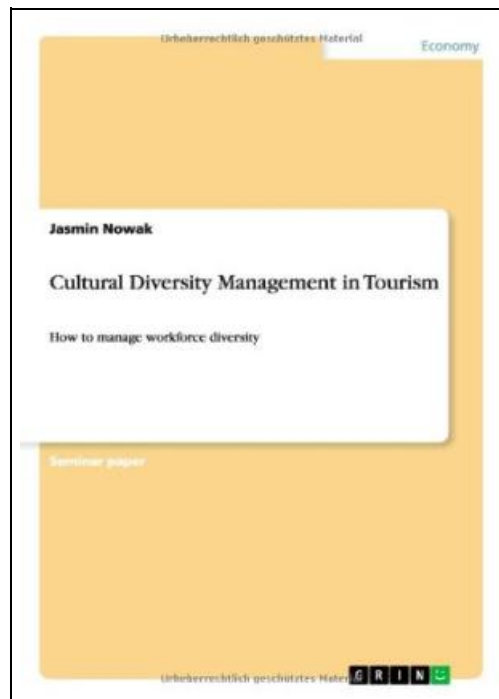 Urheberrechtlich geschütztes Material
Economy
Jasmin Nowak
Cultural Diversity Management in Tourism
How to manage workforce diversity
Seminar paper
Urheberrechtlich geschütztes Mater
GRIN